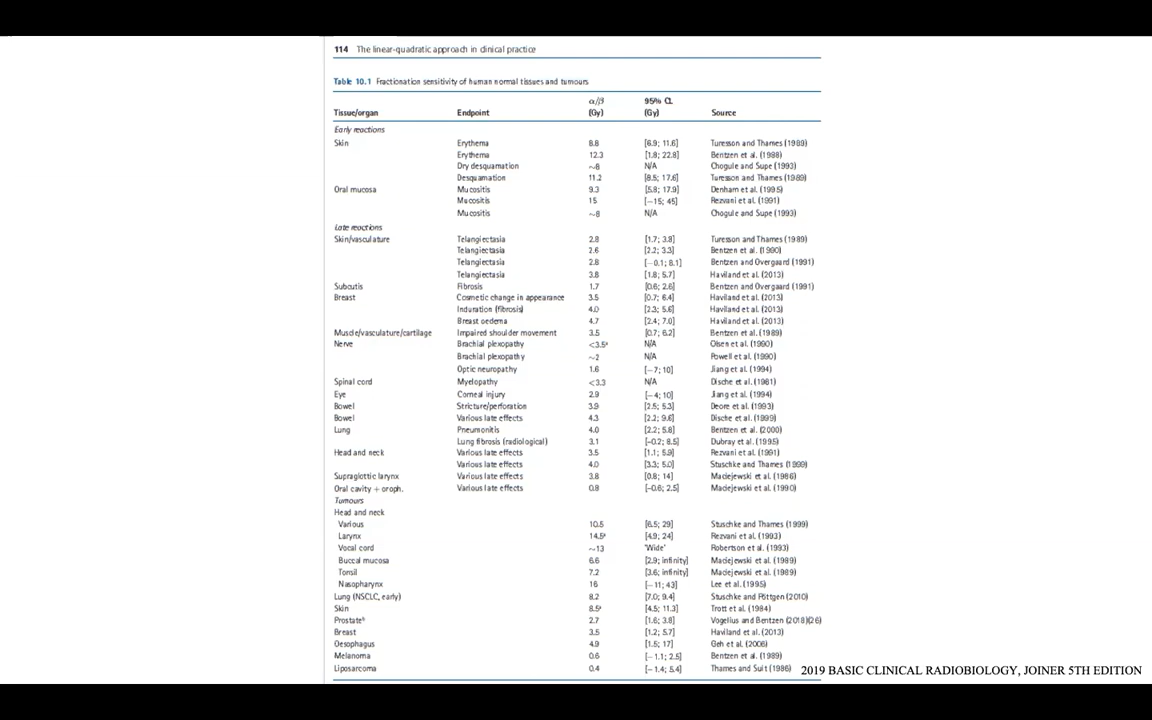 114 The linear-quadratic approach in clinical practice
Table 10.1 Fractionation sensitivity of human normal tissues and tumours
Tissue/organ Endpoint α/β (Gy) 95% CL (Gy) Source
Early reactions
Skin Erythema 8.8 [6.9; 11.6] Turesson and Thames (1989)
Erythema 12.3 [1.8; 22.8] Bentzen et al. (1988)
Dry desquamation ~8 N/A Chogule and Supe (1993)
Desquamation 11.2 [8.5; 17.6] Turesson and Thames (1989)
Oral mucosa Mucositis 9.3 [5.8; 17.9] Denham et al. (1995)
Mucositis 15 [−15; 45] Rezvani et al. (1991)
Mucositis ~8 N/A Chogule and Supe (1993)
Late reactions
Skin/vasculature Telangiectasia 2.8 [1.7; 3.8] Turesson and Thames (1989)
Telangiectasia 2.6 [2.2; 3.3] Bentzen et al. (1990)
Telangiectasia 2.8 [−0.1; 8.1] Bentzen and Overgaard (1991)
Telangiectasia 3.8 [1.8; 5.7] Haviland et al. (2013)
Subcutis Fibrosis 1.7 [0.6; 2.6] Bentzen and Overgaard (1991)
Breast Cosmetic change in appearance 3.5 [0.7; 6.4] Haviland et al. (2013)
Induration (fibrosis) 4.0 [2.3; 5.6] Haviland et al. (2013)
Breast oedema 4.7 [2.4; 7.0] Haviland et al. (2013)
Muscle/vasculature/cartilage Impaired shoulder movement 3.5 [0.7; 6.2] Bentzen et al. (1989)
Nerve Brachial plexopathy <3.5ᵃ N/A Olsen et al. (1990)
Brachial plexopathy ~2 N/A Powell et al. (1990)
Optic neuropathy 1.6 [−7; 10] Jiang et al. (1994)
Spinal cord Myelopathy <3.3 N/A Dische et al. (1981)
Eye Corneal injury 2.9 [−4; 10] Jiang et al. (1994)
Bowel Stricture/perforation 3.9 [2.5; 5.3] Deore et al. (1993)
Bowel Various late effects 4.3 [2.2; 9.6] Dische et al. (1999)
Lung Pneumonitis 4.0 [2.2; 5.8] Bentzen et al. (2000)
Lung fibrosis (radiological) 3.1 [−0.2; 8.5] Dubray et al. (1995)
Head and neck Various late effects 3.5 [1.1; 5.9] Rezvani et al. (1991)
Various late effects 4.0 [3.3; 5.0] Stuschke and Thames (1999)
Supraglottic larynx Various late effects 3.8 [0.8; 14] Maciejewski et al. (1986)
Oral cavity + oroph. Various late effects 0.8 [−0.6; 2.5] Maciejewski et al. (1990)
Tumours
Head and neck
Various 10.5 [6.5; 29] Stuschke and Thames (1999)
Larynx 14.5ᵃ [4.9; 24] Rezvani et al. (1993)
Vocal cord ~13 'Wide' Robertson et al. (1993)
Buccal mucosa 6.6 [2.9; infinity] Maciejewski et al. (1989)
Tonsil 7.2 [3.6; infinity] Maciejewski et al. (1989)
Nasopharynx 16 [−11; 43] Lee et al. (1995)
Lung (NSCLC, early) 8.2 [7.0; 9.4] Stuschke and Pöttgen (2010)
Skin 8.5ᵃ [4.5; 11.3] Trott et al. (1984)
Prostateᵇ 2.7 [1.6; 3.8] Vogelius and Bentzen (2018)(26)
Breast 3.5 [1.2; 5.7] Haviland et al. (2013)
Oesophagus 4.9 [1.5; 17] Geh et al. (2006)
Melanoma 0.6 [−1.1; 2.5] Bentzen et al. (1989)
Liposarcoma 0.4 [−1.4; 5.4] Thames and Suit (1986)
2019 BASIC CLINICAL RADIOBIOLOGY, JOINER 5TH EDITION